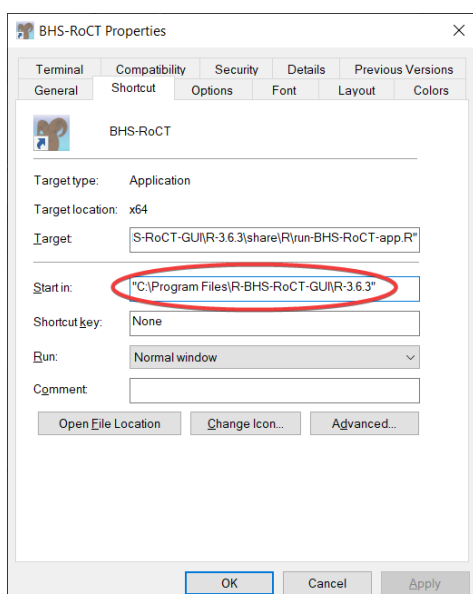 BHS-RoCT Properties
Terminal Compatibility Security Details Previous Versions
General Shortcut Options Font Layout Colors
BHS-RoCT
Target type: Application
Target location: x64
Target: S-RoCT-GUI\R-3.6.3\share\R\run-BHS-RoCT-app.R"
Start in: "C:\Program Files\R-BHS-RoCT-GUI\R-3.6.3"
Shortcut key: None
Run: Normal window
Comment:
Open File Location Change Icon... Advanced...
OK Cancel Apply